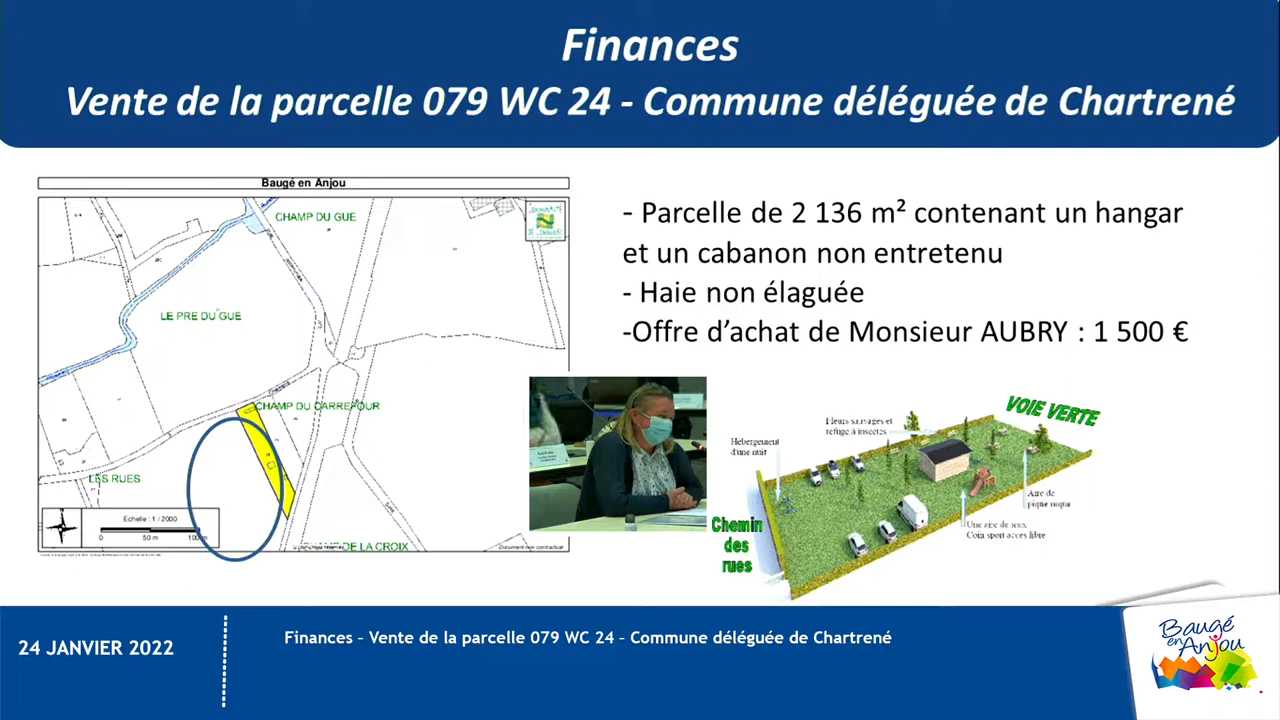 Finances
Vente de la parcelle 079 WC 24 - Commune déléguée de Chartrené
Baugé en Anjou
CHAMP DU GUE
LE PRE DU GUE
CHAMP DU CARREFOUR
LES RUES
Echelle : 1 / 2000
0 50 m 100 m
DE LA CROIX
Document non contractuel
- Parcelle de 2 136 m² contenant un hangar
et un cabanon non entretenu
- Haie non élaguée
-Offre d'achat de Monsieur AUBRY : 1 500 €
VOIE VERTE
Fleurs sauvages et
refuge à insectes
Hébergement
d'une nuit
Aire de
pique nique
Une aire de jeux
Coin sport accès libre
Chemin
des
rues
24 JANVIER 2022
Finances – Vente de la parcelle 079 WC 24 – Commune déléguée de Chartrené
Baugé
en Anjou